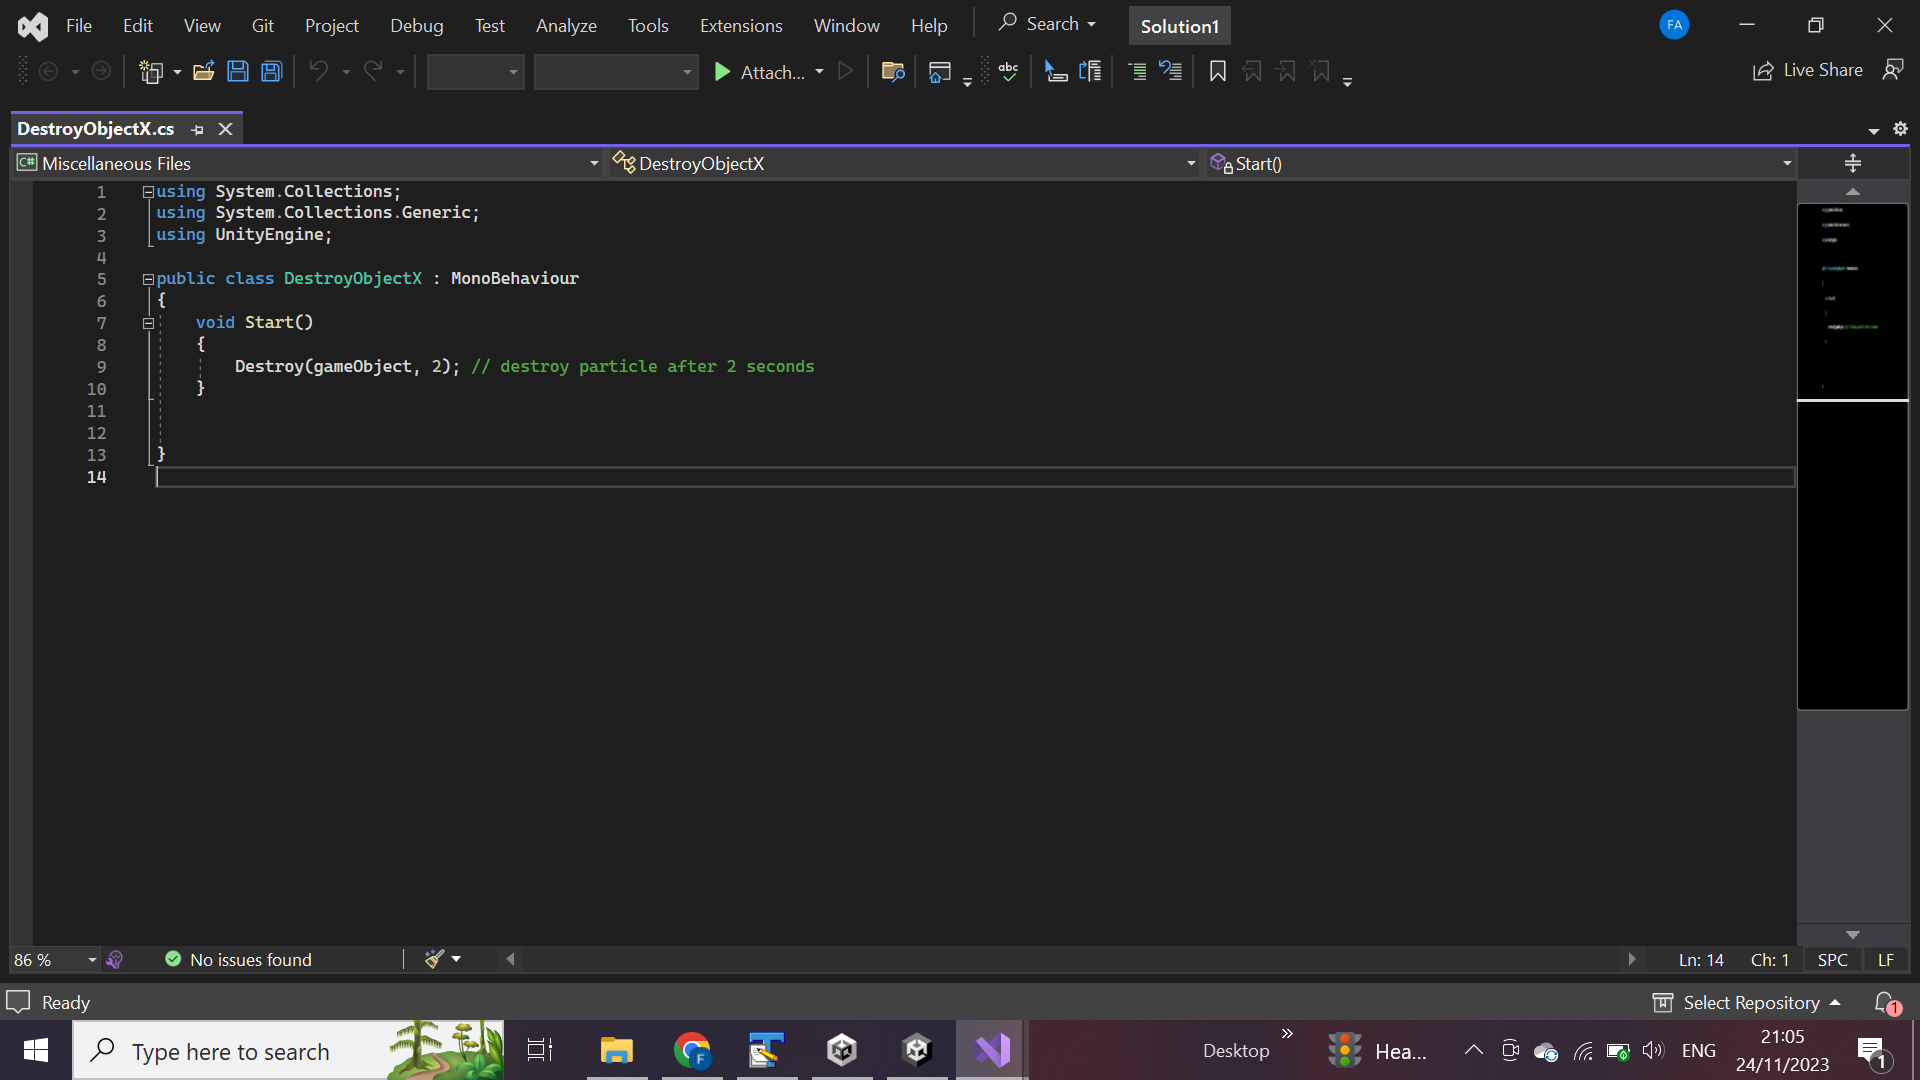 File Edit View Git Project Debug Test Analyze Tools Extensions Window Help Search Solution1 FA
Attach... abc Live Share
DestroyObjectX.cs
C# Miscellaneous Files DestroyObjectX Start()
1 using System.Collections;
2 using System.Collections.Generic;
3 using UnityEngine;
4
5 public class DestroyObjectX : MonoBehaviour
6 {
7 void Start()
8 {
9 Destroy(gameObject, 2); // destroy particle after 2 seconds
10 }
11
12
13 }
14
86 % No issues found Ln: 14 Ch: 1 SPC LF
Ready Select Repository 1
Type here to search F Desktop Hea... ENG 21:05
24/11/2023 1